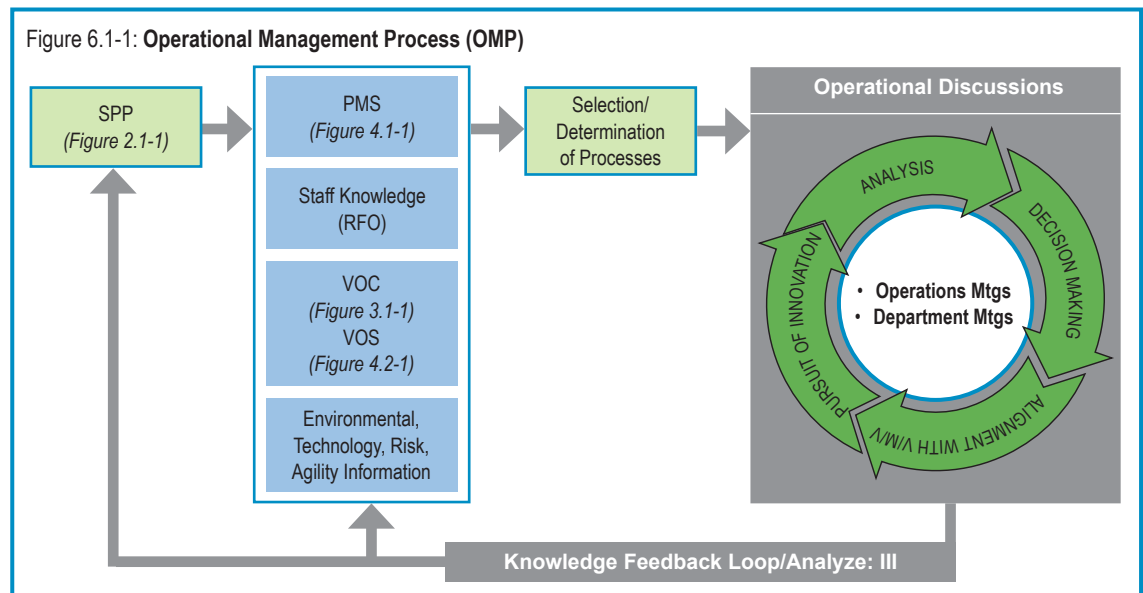 Figure 6.1-1: Operational Management Process (OMP)
SPP
(Figure 2.1-1)
PMS
(Figure 4.1-1)
Staff Knowledge
(RFO)
VOC
(Figure 3.1-1)
VOS
(Figure 4.2-1)
Environmental,
Technology, Risk,
Agility Information
Selection/
Determination
of Processes
Operational Discussions
ANALYSIS
DECISION MAKING
ALIGNMENT WITH V/M/V
PURSUIT OF INNOVATION
• Operations Mtgs
• Department Mtgs
Knowledge Feedback Loop/Analyze: III